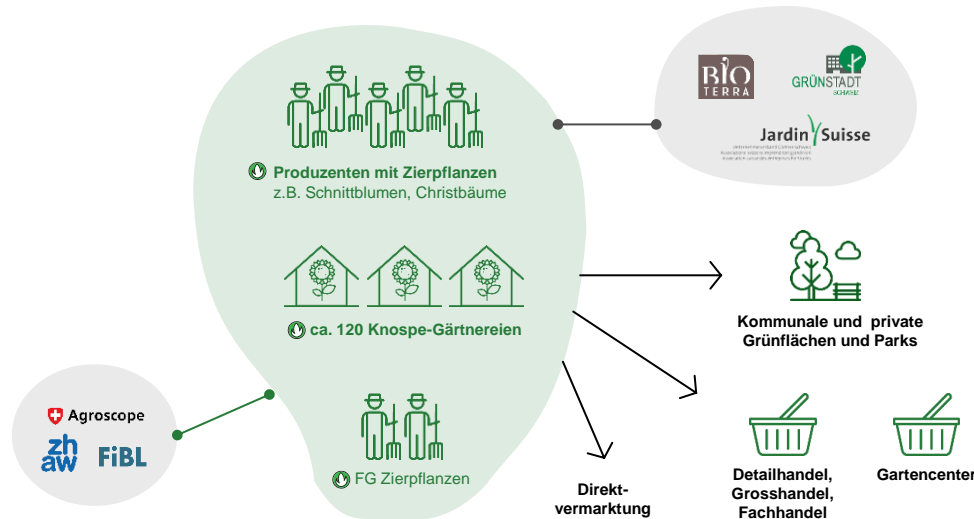 BIO
TERRA
GRÜNSTADT
SCHWEIZ
Jardin Suisse
Produzenten mit Zierpflanzen
z.B. Schnittblumen, Christbäume
ca. 120 Knospe-Gärtnereien
Kommunale und private
Grünflächen und Parks
Agroscope
zh
aw
FiBL
FG Zierpflanzen
Direkt-
vermarktung
Detailhandel,
Grosshandel,
Fachhandel
Gartencenter